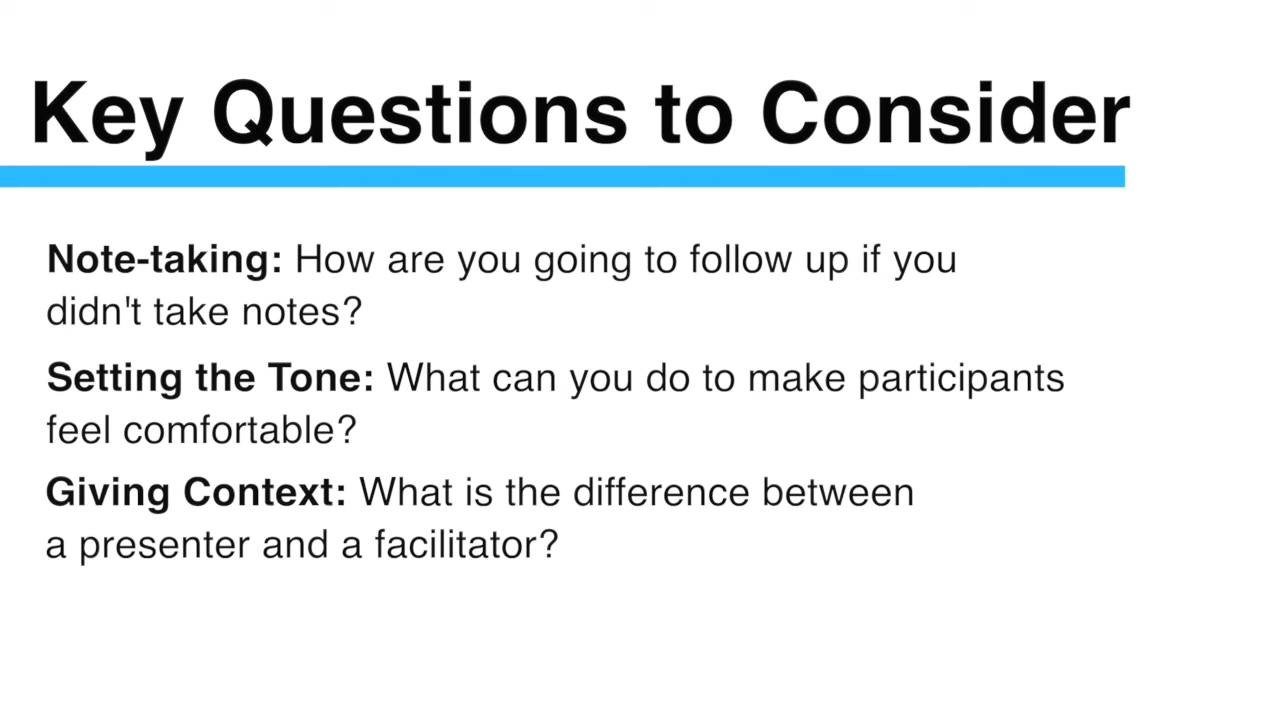 Key Questions to Consider
Note-taking: How are you going to follow up if you
didn't take notes?
Setting the Tone: What can you do to make participants
feel comfortable?
Giving Context: What is the difference between
a presenter and a facilitator?